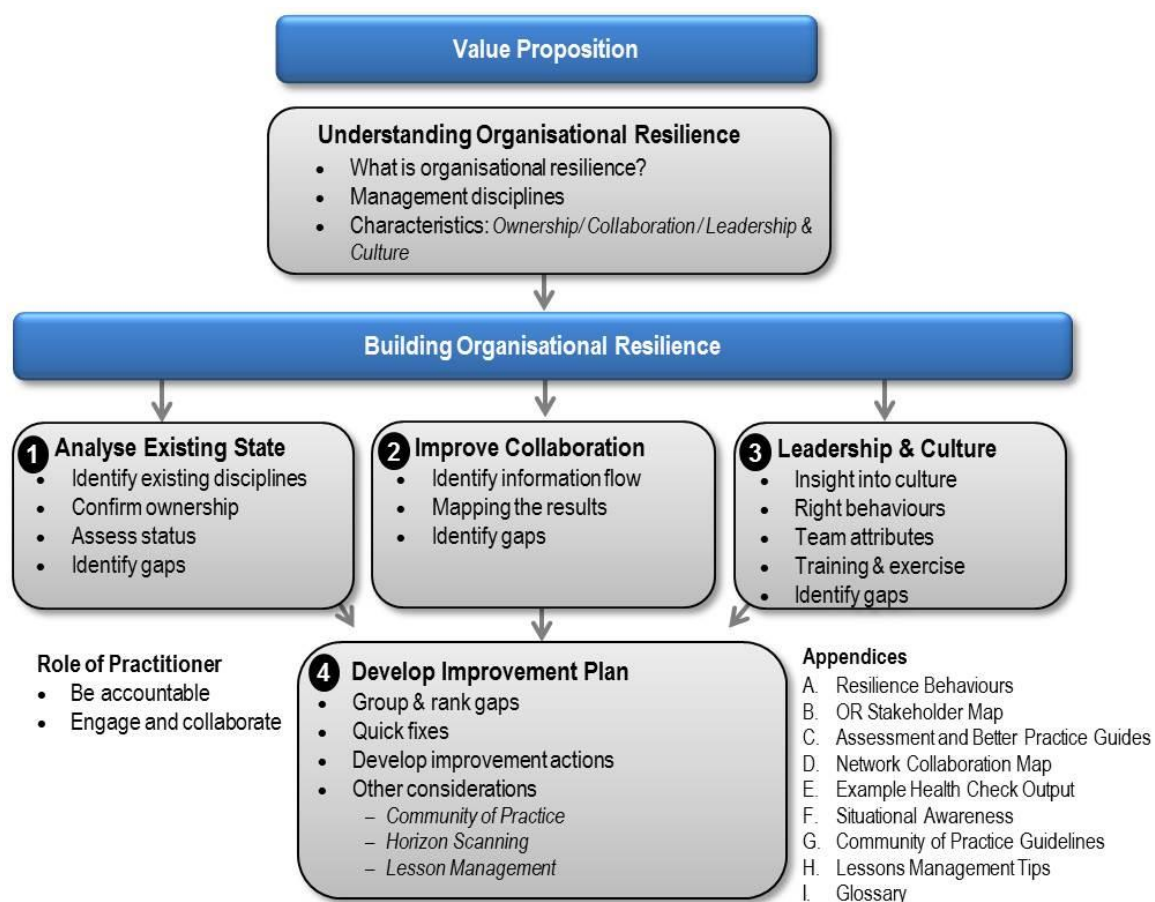 Value Proposition
Understanding Organisational Resilience
• What is organisational resilience?
• Management disciplines
• Characteristics: Ownership/ Collaboration / Leadership &
Culture
Building Organisational Resilience
1 Analyse Existing State
• Identify existing disciplines
• Confirm ownership
• Assess status
• Identify gaps
2 Improve Collaboration
• Identify information flow
• Mapping the results
• Identify gaps
3 Leadership & Culture
• Insight into culture
• Right behaviours
• Team attributes
• Training & exercise
• Identify gaps
Role of Practitioner
• Be accountable
• Engage and collaborate
4 Develop Improvement Plan
• Group & rank gaps
• Quick fixes
• Develop improvement actions
• Other considerations
– Community of Practice
– Horizon Scanning
– Lesson Management
Appendices
A. Resilience Behaviours
B. OR Stakeholder Map
C. Assessment and Better Practice Guides
D. Network Collaboration Map
E. Example Health Check Output
F. Situational Awareness
G. Community of Practice Guidelines
H. Lessons Management Tips
I. Glossary